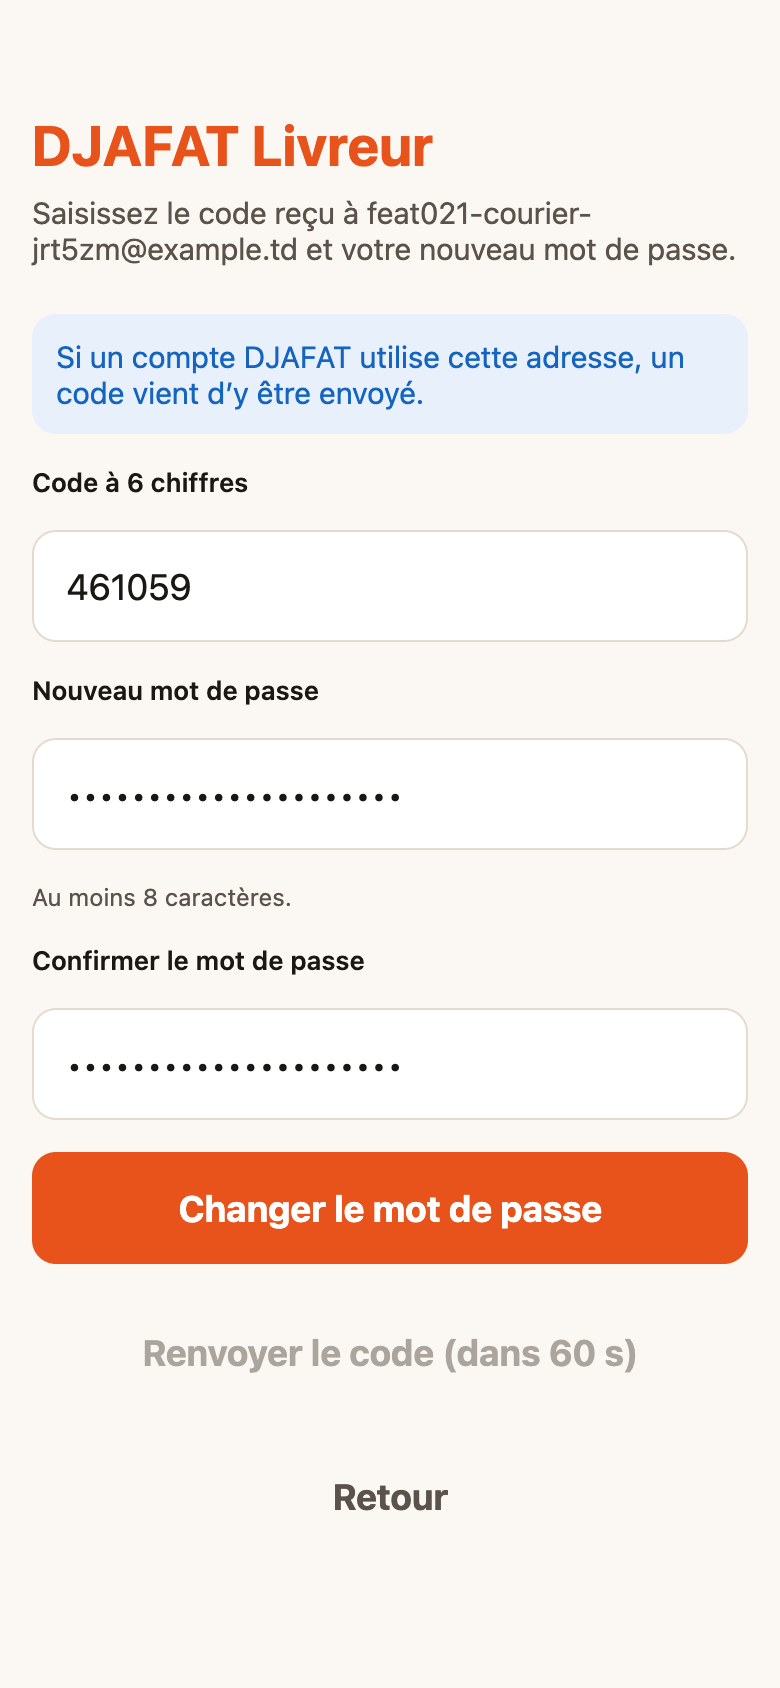 DJAFAT Livreur
Saisissez le code reçu à feat021-courier-
jrt5zm@example.td et votre nouveau mot de passe.
Si un compte DJAFAT utilise cette adresse, un
code vient d’y être envoyé.
Code à 6 chiffres
461059
Nouveau mot de passe
•••••••••••••••••••••
Au moins 8 caractères.
Confirmer le mot de passe
•••••••••••••••••••••
Changer le mot de passe
Renvoyer le code (dans 60 s)
Retour